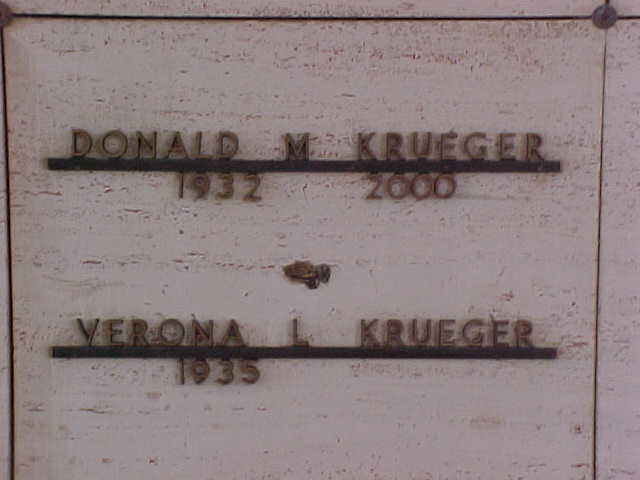 DONALD M KRUEGER
1932 2000
VERONA L KRUEGER
1935